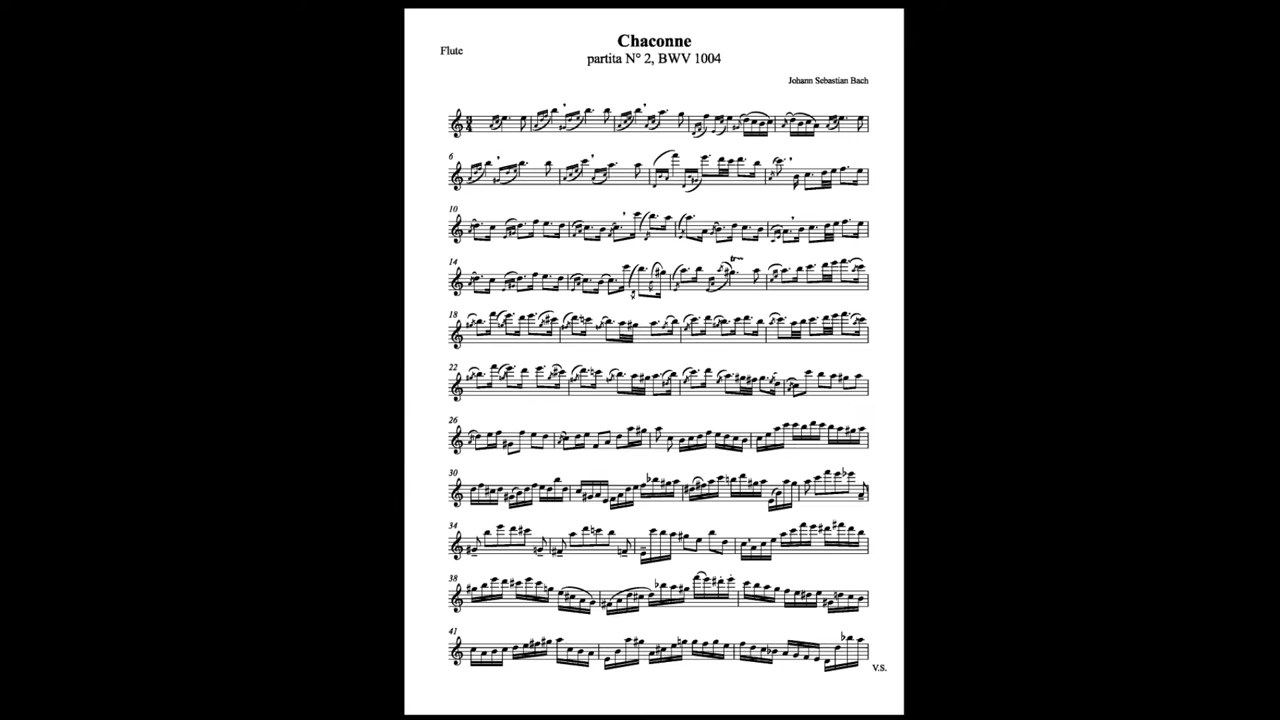 Chaconne
Flute
partita N° 2, BWV 1004
Johann Sebastian Bach
6
10
14
tr
18
22
26
30
34
38
41
V.S.